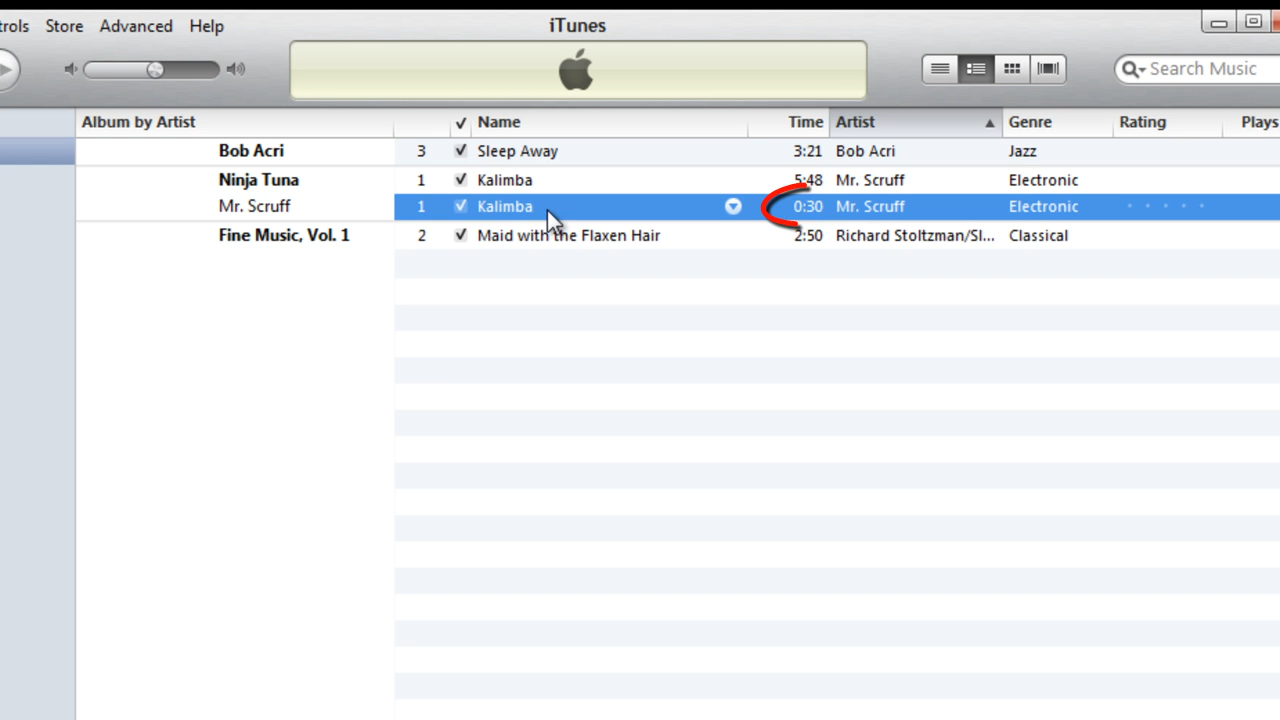 trols Store Advanced Help
iTunes
Search Music
Album by Artist ✓ Name Time Artist Genre Rating Plays
Bob Acri 3 ✓ Sleep Away 3:21 Bob Acri Jazz
Ninja Tuna 1 ✓ Kalimba 5:48 Mr. Scruff Electronic
Mr. Scruff 1 ✓ Kalimba 0:30 Mr. Scruff Electronic
Fine Music, Vol. 1 2 ✓ Maid with the Flaxen Hair 2:50 Richard Stoltzman/Sl... Classical